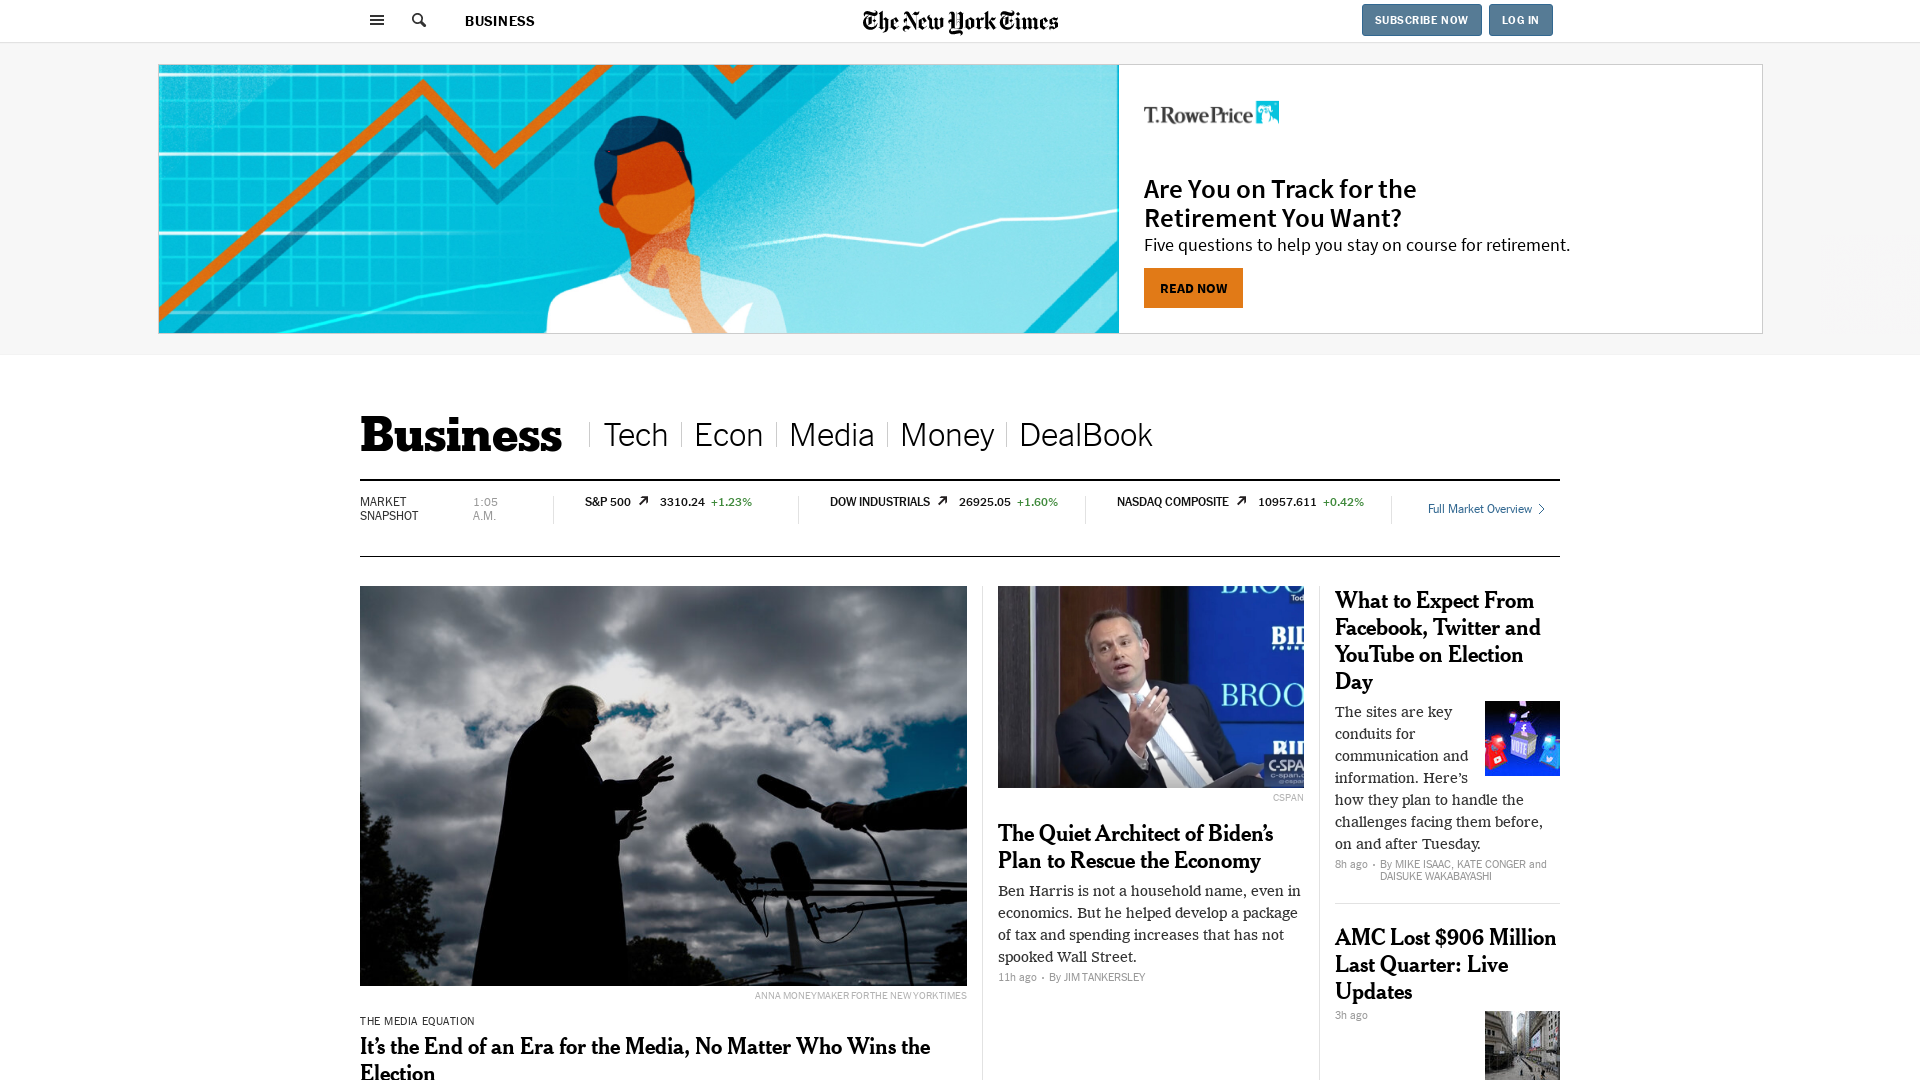 BUSINESS
The New York Times
SUBSCRIBE NOW
LOG IN
T.RowePrice
Are You on Track for the
Retirement You Want?
Five questions to help you stay on course for retirement.
READ NOW
Business
Tech
Econ
Media
Money
DealBook
MARKET
SNAPSHOT
1:05
A.M.
S&P 500 3310.24 +1.23%
DOW INDUSTRIALS 26925.05 +1.60%
NASDAQ COMPOSITE 10957.611 +0.42%
Full Market Overview
ANNA MONEYMAKER FOR THE NEW YORK TIMES
THE MEDIA EQUATION
It’s the End of an Era for the Media, No Matter Who Wins the
Election
BROO
Tod
BID
FOUN
BROO
BID
C-SPA
c-span.o
CSPAN
The Quiet Architect of Biden’s
Plan to Rescue the Economy
Ben Harris is not a household name, even in
economics. But he helped develop a package
of tax and spending increases that has not
spooked Wall Street.
11h ago • By JIM TANKERSLEY
What to Expect From
Facebook, Twitter and
YouTube on Election
Day
VOTE
The sites are key
conduits for
communication and
information. Here’s
how they plan to handle the
challenges facing them before,
on and after Tuesday.
8h ago • By MIKE ISAAC, KATE CONGER and
DAISUKE WAKABAYASHI
AMC Lost $906 Million
Last Quarter: Live
Updates
3h ago